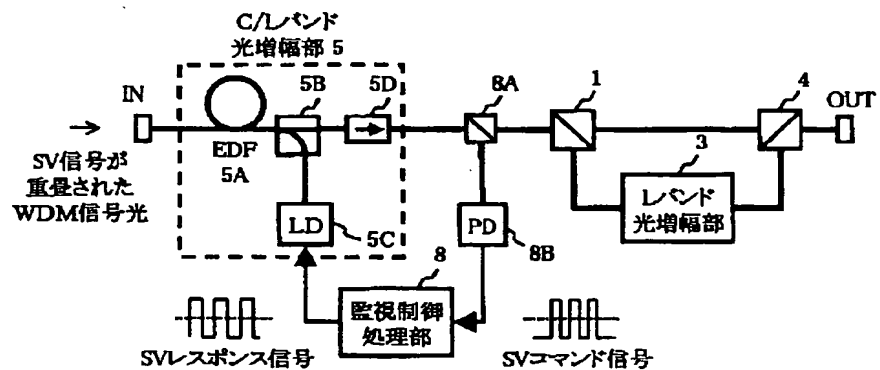 C/Lバンド
光増幅部 5
IN
5B
5D
8A
1
4
OUT
EDF
5A
SV信号が
重畳された
WDM信号光
3
Lバンド
光増幅部
LD
5C
PD
8B
8
監視制御
処理部
SVレスポンス信号
SVコマンド信号